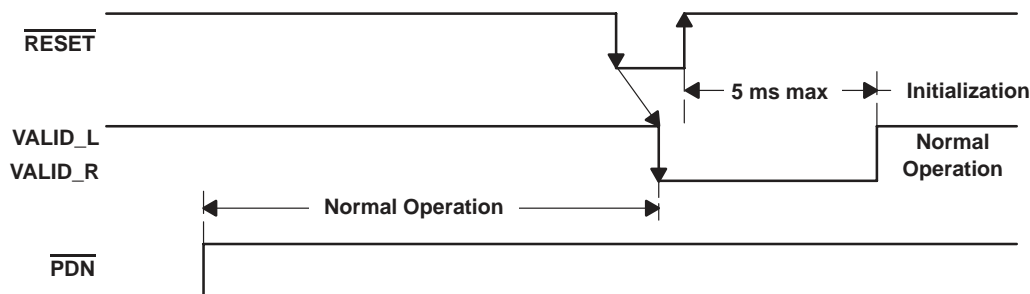 RESET
5 ms max
Initialization
VALID_L
VALID_R
Normal
Operation
Normal Operation
PDN